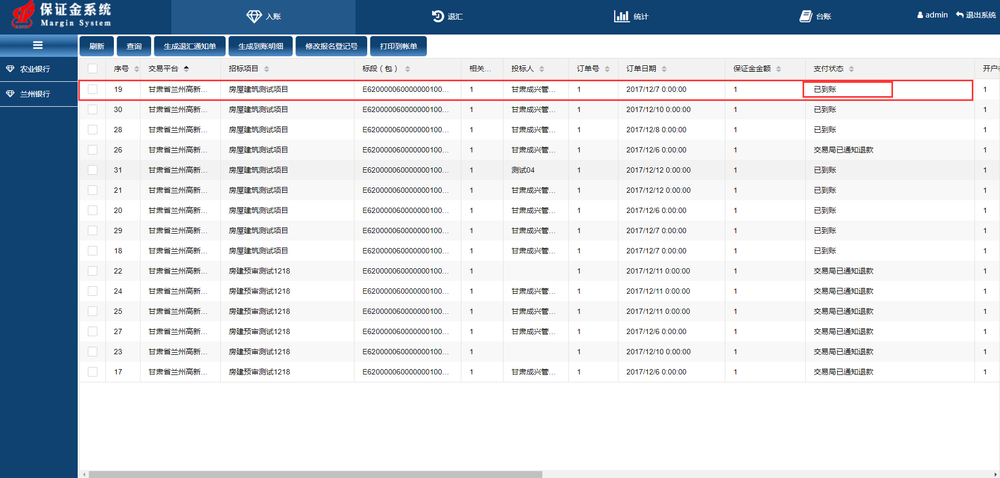 保证金系统
Margin System
入账
退汇
统计
台账
admin 退出系统
刷新 查询 生成退汇通知单 生成到账明细 修改报名登记号 打印到帐单
农业银行
兰州银行
序号 交易平台 招标项目 标段（包） 相关... 投标人 订单号 订单日期 保证金金额 支付状态 开户
19 甘肃省兰州高新... 房屋建筑测试项目 E620000060000000100... 1 甘肃成兴管... 1 2017/12/7 0:00:00 1 已到账 1
30 甘肃省兰州高新... 房屋建筑测试项目 E620000060000000100... 1 甘肃成兴管... 1 2017/12/10 0:00:00 1 已到账 1
28 甘肃省兰州高新... 房屋建筑测试项目 E620000060000000100... 1 甘肃成兴管... 1 2017/12/8 0:00:00 1 已到账 1
26 甘肃省兰州高新... 房屋建筑测试项目 E620000060000000100... 1 甘肃成兴管... 1 2017/12/6 0:00:00 1 交易局已通知退款 1
31 甘肃省兰州高新... 房屋建筑测试项目 E620000060000000100... 1 测试04 1 2017/12/12 0:00:00 1 已到账 1
21 甘肃省兰州高新... 房屋建筑测试项目 E620000060000000100... 1 甘肃成兴管... 1 2017/12/12 0:00:00 1 已到账 1
20 甘肃省兰州高新... 房屋建筑测试项目 E620000060000000100... 1 甘肃成兴管... 1 2017/12/6 0:00:00 1 已到账 1
29 甘肃省兰州高新... 房屋建筑测试项目 E620000060000000100... 1 甘肃成兴管... 1 2017/12/7 0:00:00 1 已到账 1
18 甘肃省兰州高新... 房屋建筑测试项目 E620000060000000100... 1 甘肃成兴管... 1 2017/12/7 0:00:00 1 已到账 1
22 甘肃省兰州高新... 房建预审测试1218 E620000060000000100... 1 1 2017/12/11 0:00:00 1 交易局已通知退款 1
24 甘肃省兰州高新... 房建预审测试1218 E620000060000000100... 1 甘肃成兴管... 1 2017/12/11 0:00:00 1 交易局已通知退款 1
25 甘肃省兰州高新... 房建预审测试1218 E620000060000000100... 1 甘肃成兴管... 1 2017/12/11 0:00:00 1 交易局已通知退款 1
27 甘肃省兰州高新... 房建预审测试1218 E620000060000000100... 1 甘肃成兴管... 1 2017/12/6 0:00:00 1 交易局已通知退款 1
23 甘肃省兰州高新... 房建预审测试1218 E620000060000000100... 1 1 2017/12/10 0:00:00 1 交易局已通知退款 1
17 甘肃省兰州高新... 房建预审测试1218 E620000060000000100... 1 甘肃成兴管... 1 2017/12/6 0:00:00 1 交易局已通知退款 1